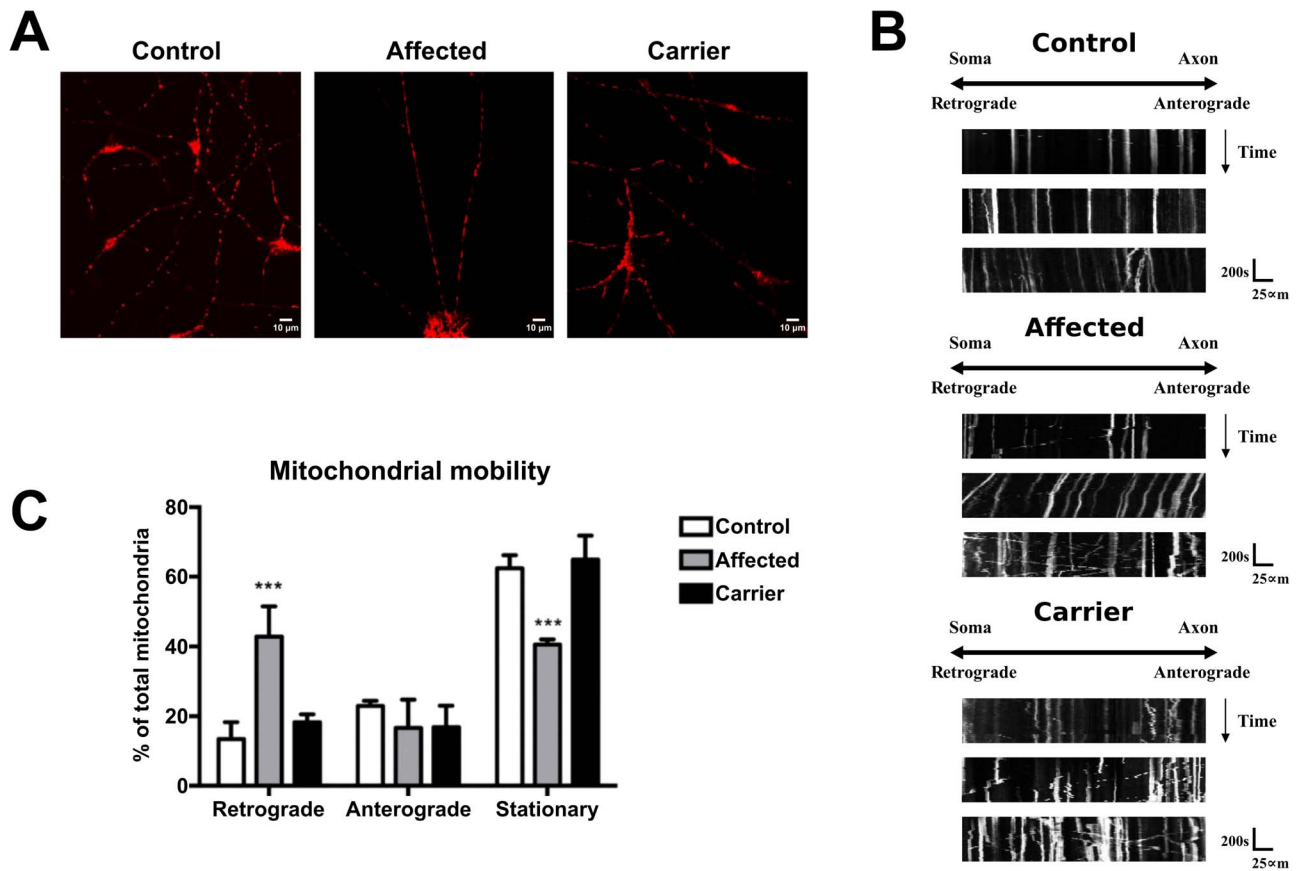 A
Control
Affected
Carrier
10 µm
10 µm
10 µm
B
Control
Soma Axon
Retrograde Anterograde
Time
200s
25∝m
Affected
Soma Axon
Retrograde Anterograde
Time
200s
25∝m
Carrier
Soma Axon
Retrograde Anterograde
Time
200s
25∝m
C
Mitochondrial mobility
% of total mitochondria
80
60
40
20
0
***
***
Retrograde
Anterograde
Stationary
Control
Affected
Carrier